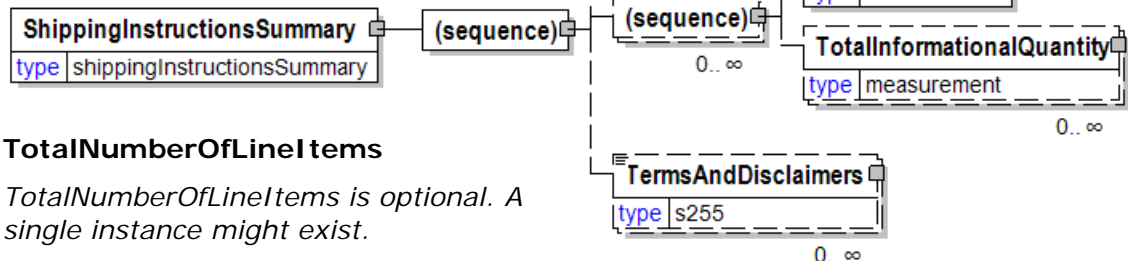 ShippingInstructionsSummary
type shippingInstructionsSummary
(sequence)
(sequence)
0.. ∞
TotalInformationalQuantity
type measurement
0.. ∞
TermsAndDisclaimers
type s255
0.. ∞
TotalNumberOfLineItems
TotalNumberOfLineItems is optional. A
single instance might exist.